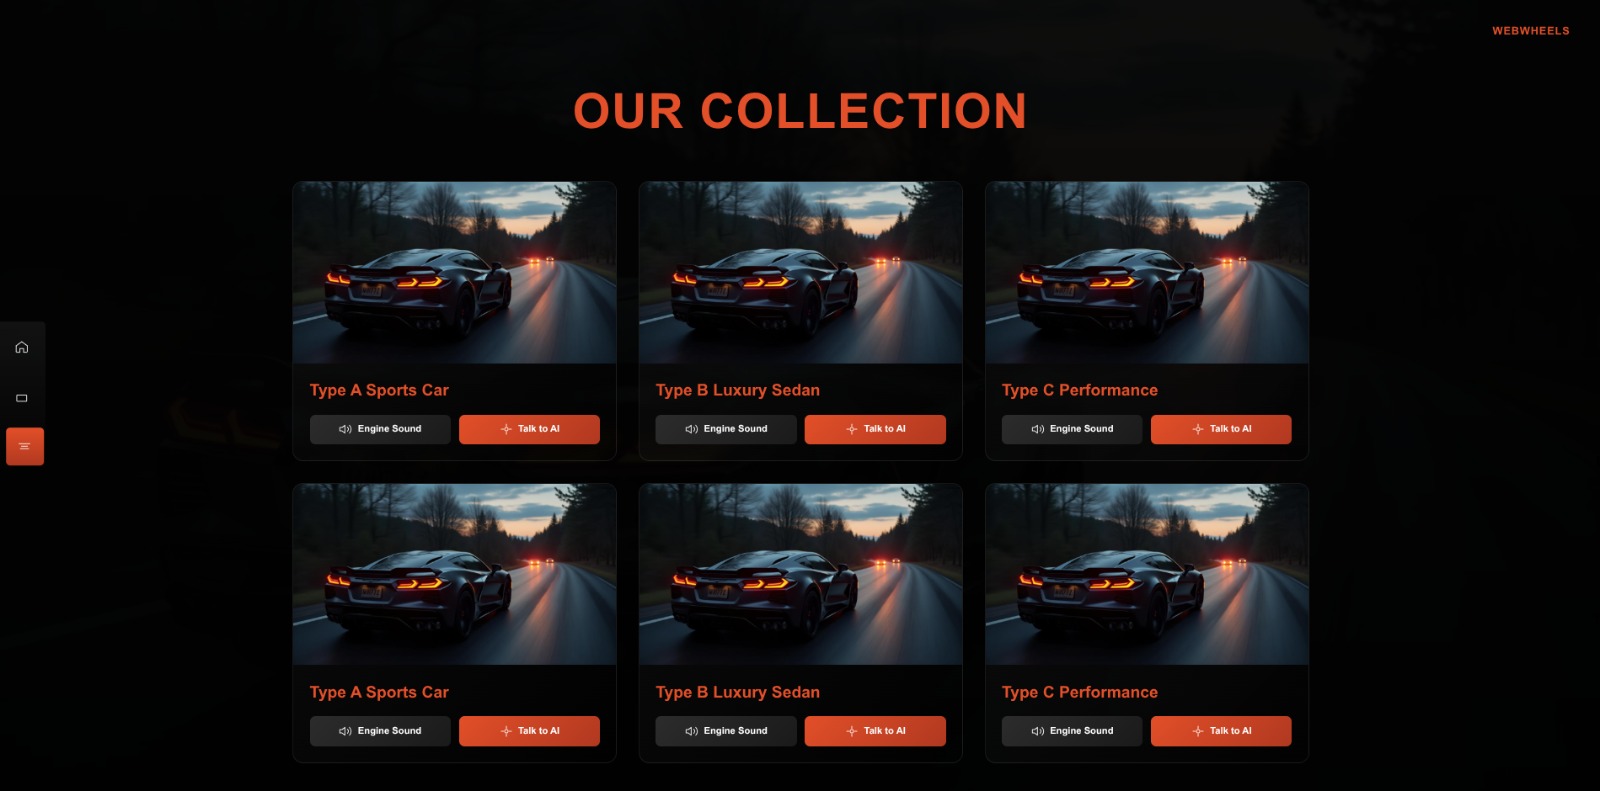 WEBWHEELS
OUR COLLECTION
Type A Sports Car
Engine Sound
Talk to AI
Type B Luxury Sedan
Engine Sound
Talk to AI
Type C Performance
Engine Sound
Talk to AI
Type A Sports Car
Engine Sound
Talk to AI
Type B Luxury Sedan
Engine Sound
Talk to AI
Type C Performance
Engine Sound
Talk to AI